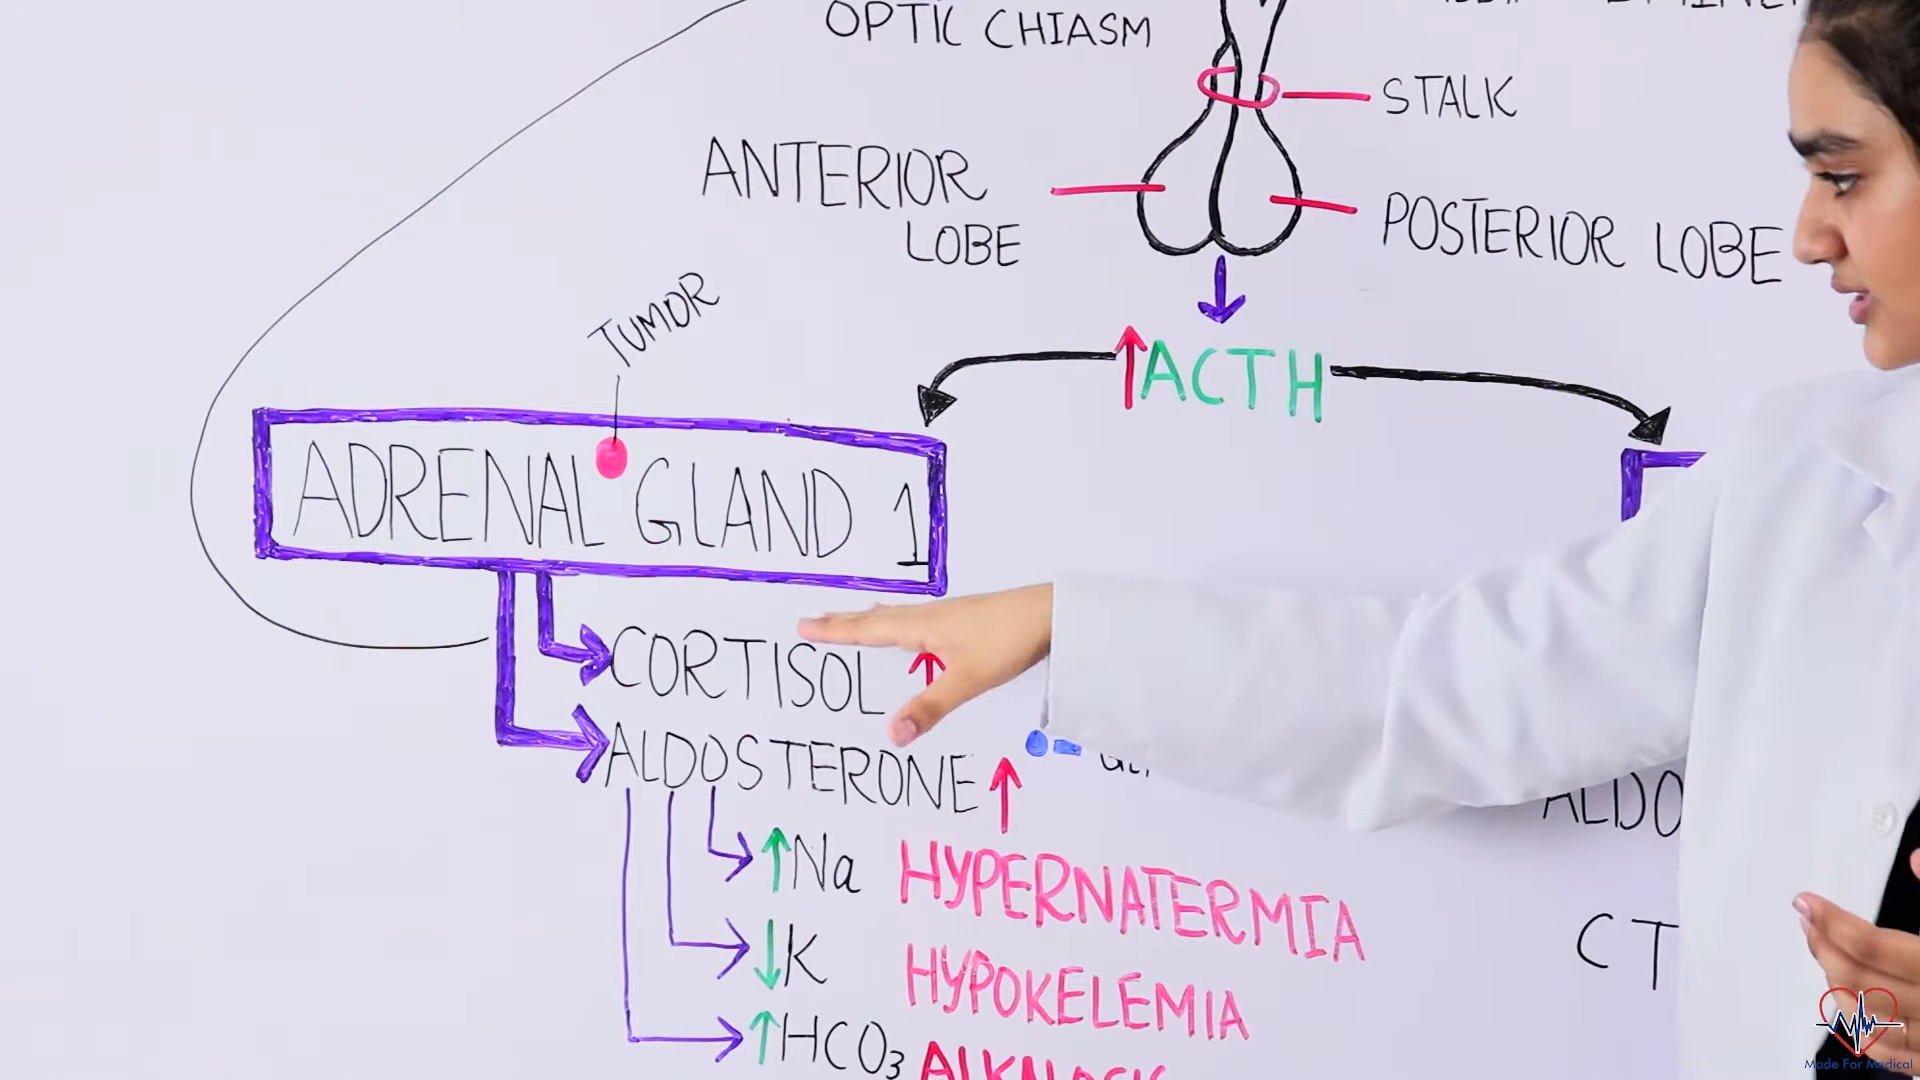 OPTIC CHIASM
STALK
ANTERIOR
LOBE
POSTERIOR LOBE
TUMOR
↑ACTH
ADRENAL GLAND 1
CORTISOL ↑
ALDOSTERONE ↑
ALDO
↑Na HYPERNATERMIA
↓K HYPOKELEMIA
CT
↑HCO3 ALKALOSIS
Made For Medical